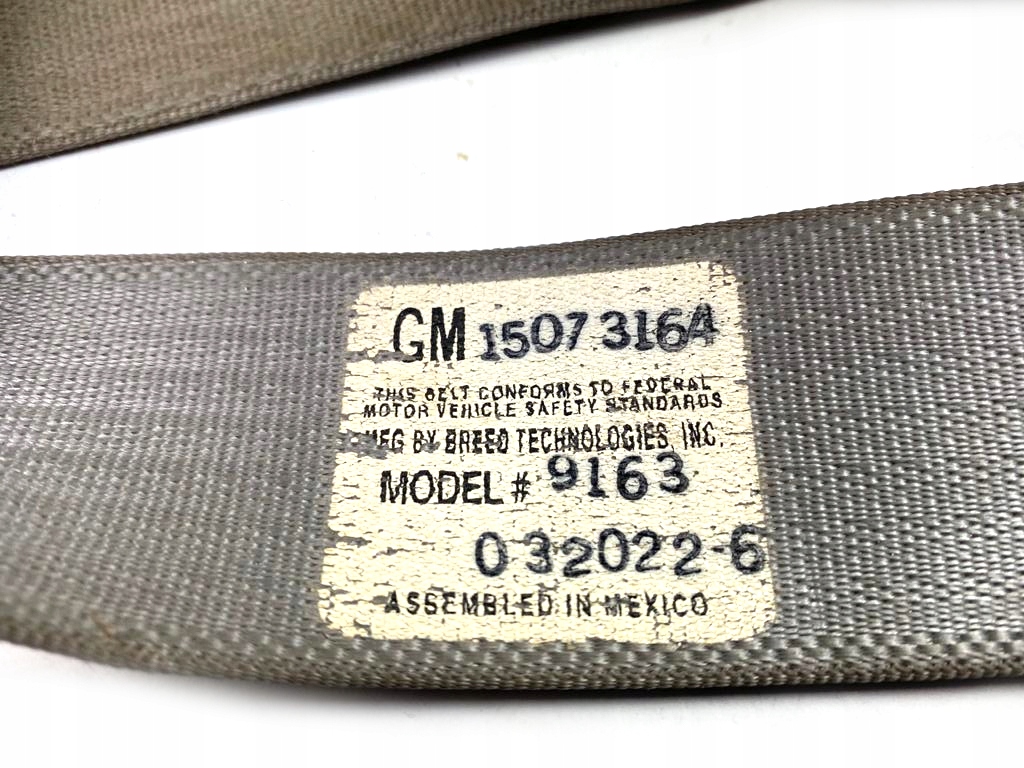 GM 15073164
THIS BELT CONFORMS TO FEDERAL
MOTOR VEHICLE SAFETY STANDARDS
MFG BY BREED TECHNOLOGIES, INC.
MODEL # 9163
032022-6
ASSEMBLED IN MEXICO